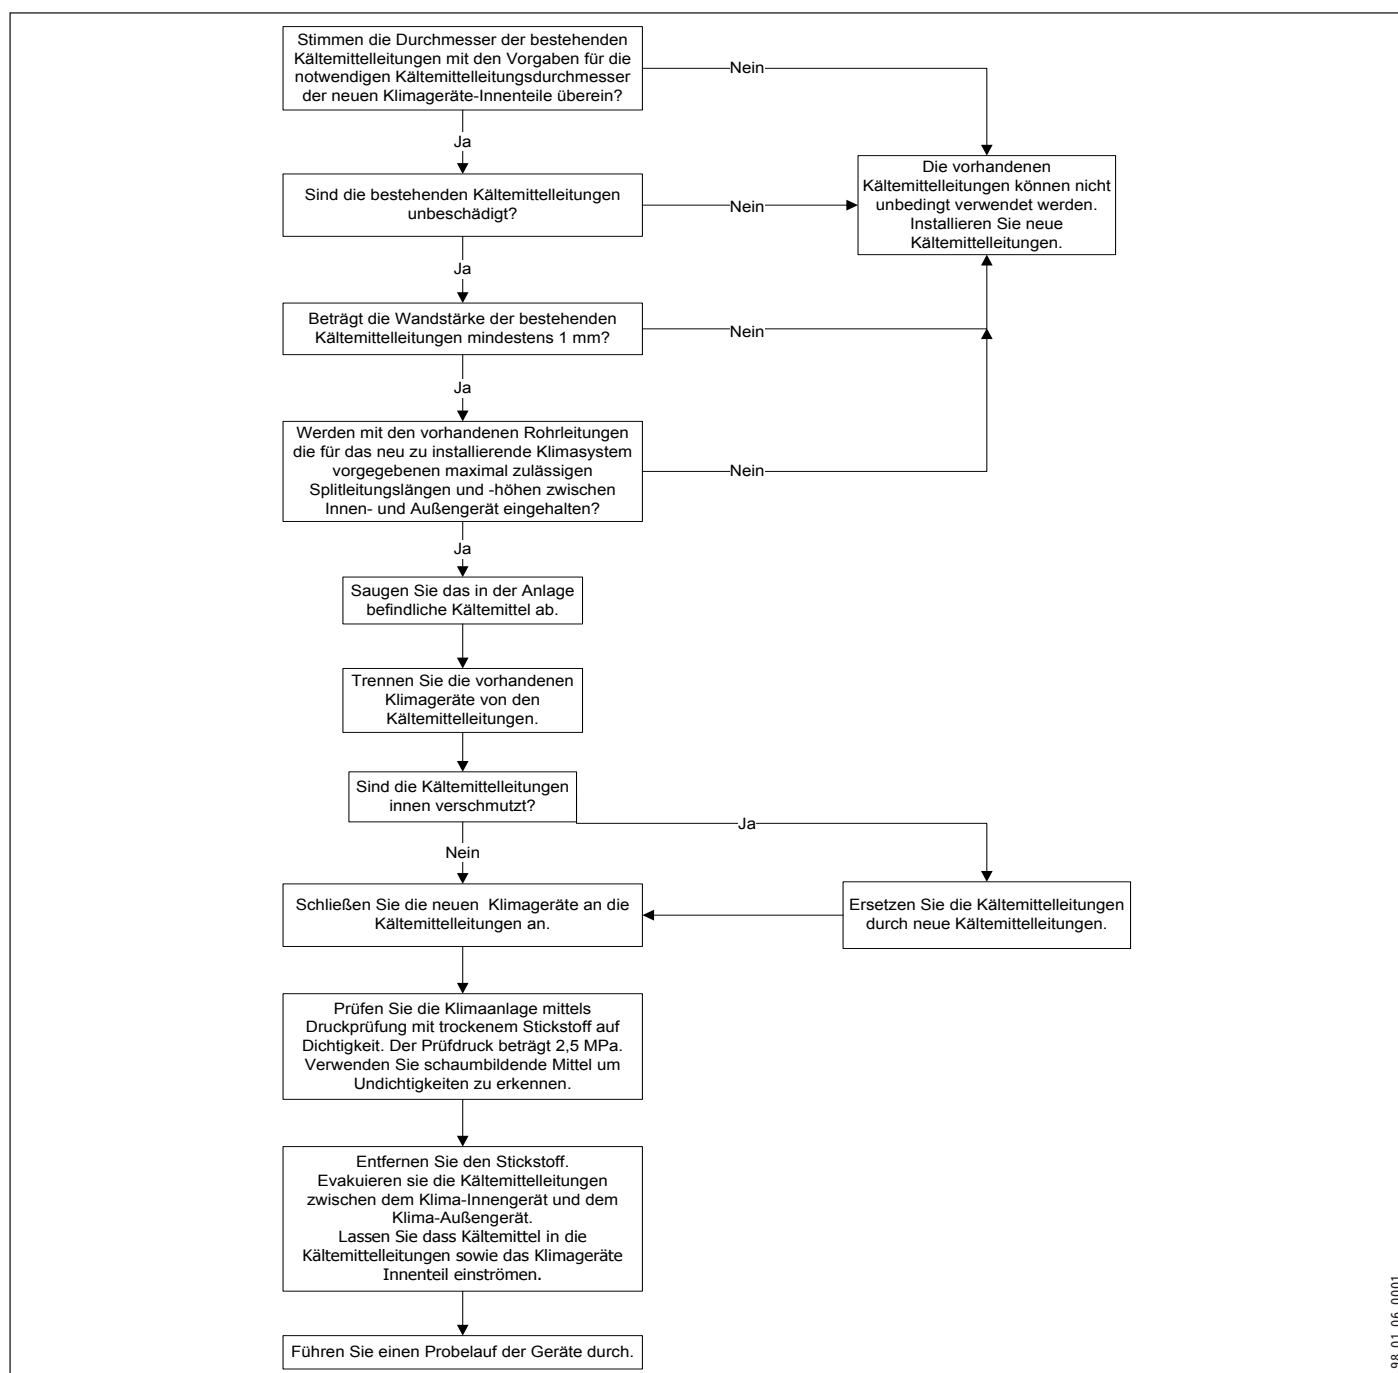 Stimmen die Durchmesser der bestehenden
Kältemittelleitungen mit den Vorgaben für die
notwendigen Kältemittelleitungsdurchmesser
der neuen Klimageräte-Innenteile überein?
Nein
Ja
Die vorhandenen
Kältemittelleitungen können nicht
unbedingt verwendet werden.
Installieren Sie neue
Kältemittelleitungen.
Sind die bestehenden Kältemittelleitungen
unbeschädigt?
Nein
Ja
Beträgt die Wandstärke der bestehenden
Kältemittelleitungen mindestens 1 mm?
Nein
Ja
Werden mit den vorhandenen Rohrleitungen
die für das neu zu installierende Klimasystem
vorgegebenen maximal zulässigen
Splitleitungslängen und -höhen zwischen
Innen- und Außengerät eingehalten?
Nein
Ja
Saugen Sie das in der Anlage
befindliche Kältemittel ab.
Trennen Sie die vorhandenen
Klimageräte von den
Kältemittelleitungen.
Sind die Kältemittelleitungen
innen verschmutzt?
Ja
Nein
Schließen Sie die neuen  Klimageräte an die
Kältemittelleitungen an.
Ersetzen Sie die Kältemittelleitungen
durch neue Kältemittelleitungen.
Prüfen Sie die Klimaanlage mittels
Druckprüfung mit trockenem Stickstoff auf
Dichtigkeit. Der Prüfdruck beträgt 2,5 MPa.
Verwenden Sie schaumbildende Mittel um
Undichtigkeiten zu erkennen.
Entfernen Sie den Stickstoff.
Evakuieren sie die Kältemittelleitungen
zwischen dem Klima-Innengerät und dem
Klima-Außengerät.
Lassen Sie dass Kältemittel in die
Kältemittelleitungen sowie das Klimageräte
Innenteil einströmen.
Führen Sie einen Probelauf der Geräte durch.
98_01_06_0001